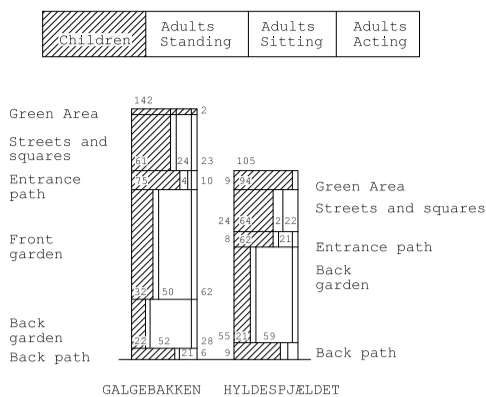 Children
Adults Standing
Adults Sitting
Adults Acting
142
Green Area 2
Streets and squares 61 24 23
Entrance path 75 4 10
Front garden 32 50 62
Back garden 22 52 28
Back path 21 6
GALGEBAKKEN
105
9 94 Green Area
24 64 2 22 Streets and squares
8 62 21 Entrance path
55 21 59 Back garden
9 Back path
HYLDESPJÆLDET